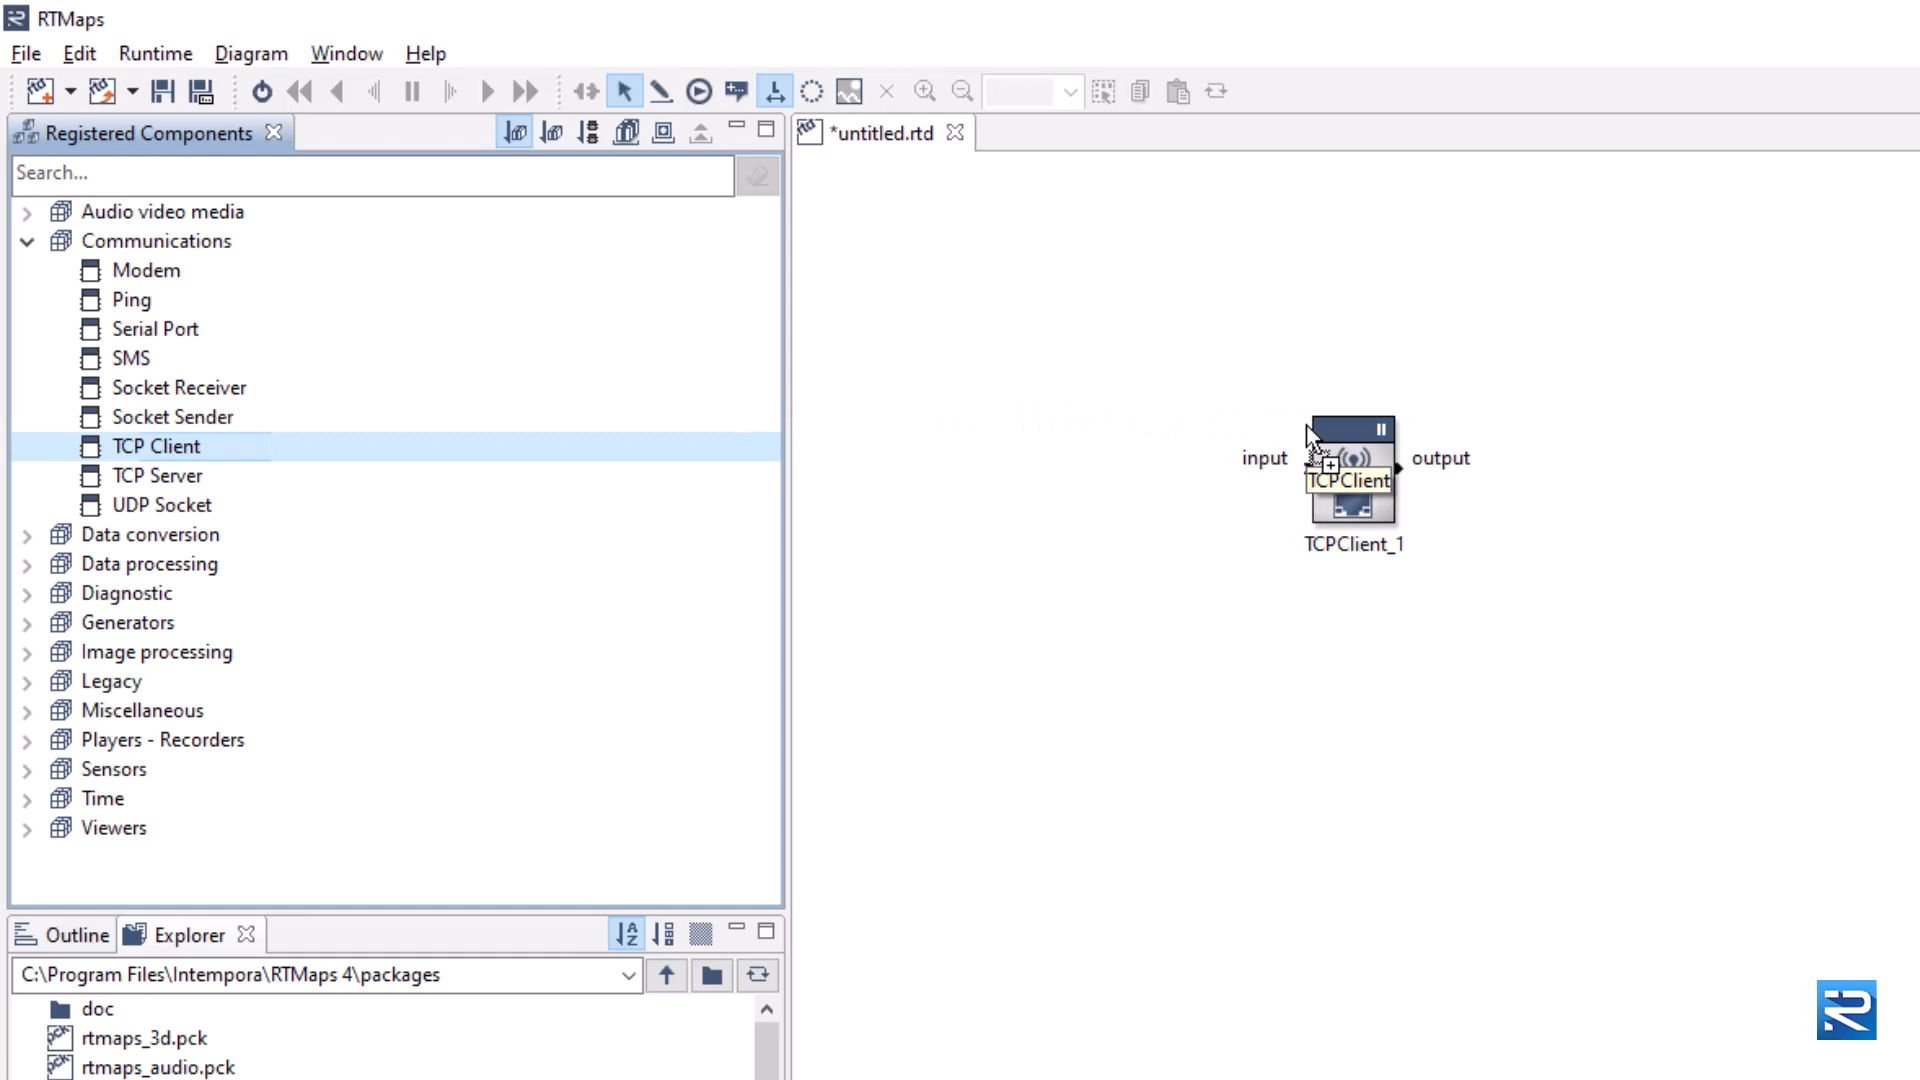 RTMaps
File Edit Runtime Diagram Window Help
Registered Components
*untitled.rtd
Search...
Audio video media
Communications
Modem
Ping
Serial Port
SMS
Socket Receiver
Socket Sender
TCP Client
TCP Server
UDP Socket
Data conversion
Data processing
Diagnostic
Generators
Image processing
Legacy
Miscellaneous
Players - Recorders
Sensors
Time
Viewers
input
output
TCPClient
TCPClient_1
Outline
Explorer
C:\Program Files\Intempora\RTMaps 4\packages
doc
rtmaps_3d.pck
rtmaps_audio.pck